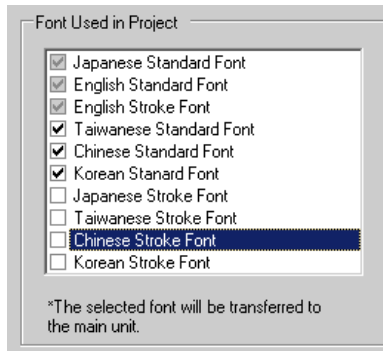 Font Used in Project
Japanese Standard Font
English Standard Font
English Stroke Font
Taiwanese Standard Font
Chinese Standard Font
Korean Stanard Font
Japanese Stroke Font
Taiwanese Stroke Font
Chinese Stroke Font
Korean Stroke Font
*The selected font will be transferred to
the main unit.